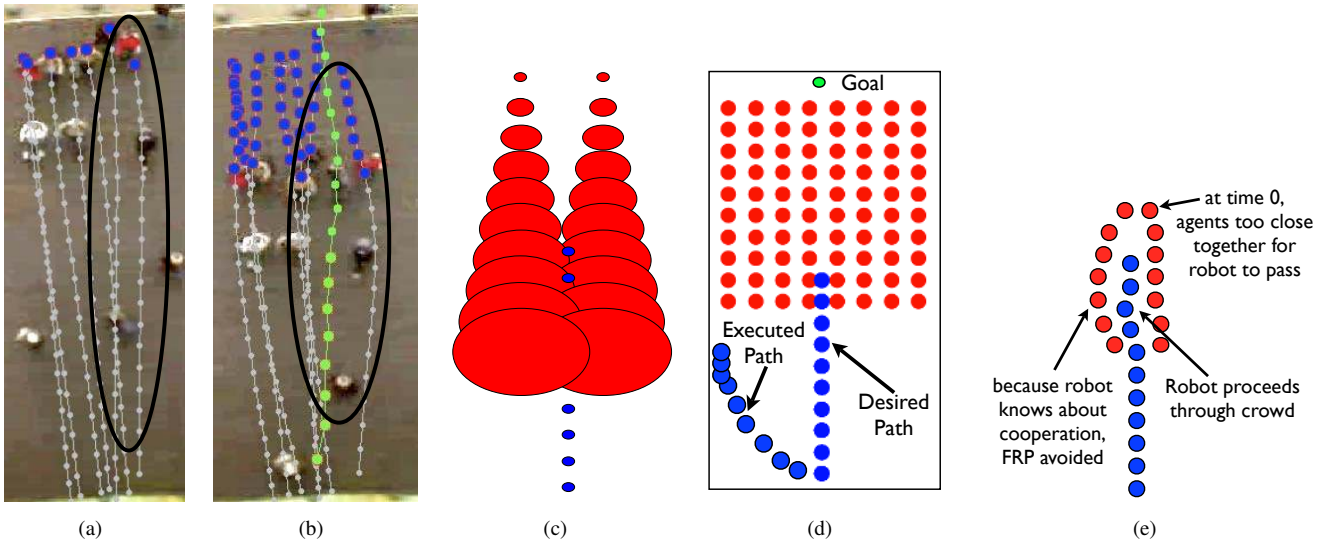 Goal
Executed
Path
Desired
Path
at time 0,
agents too close
together for
robot to pass
because robot
knows about
cooperation,
FRP avoided
Robot proceeds
through crowd
(a)
(b)
(c)
(d)
(e)